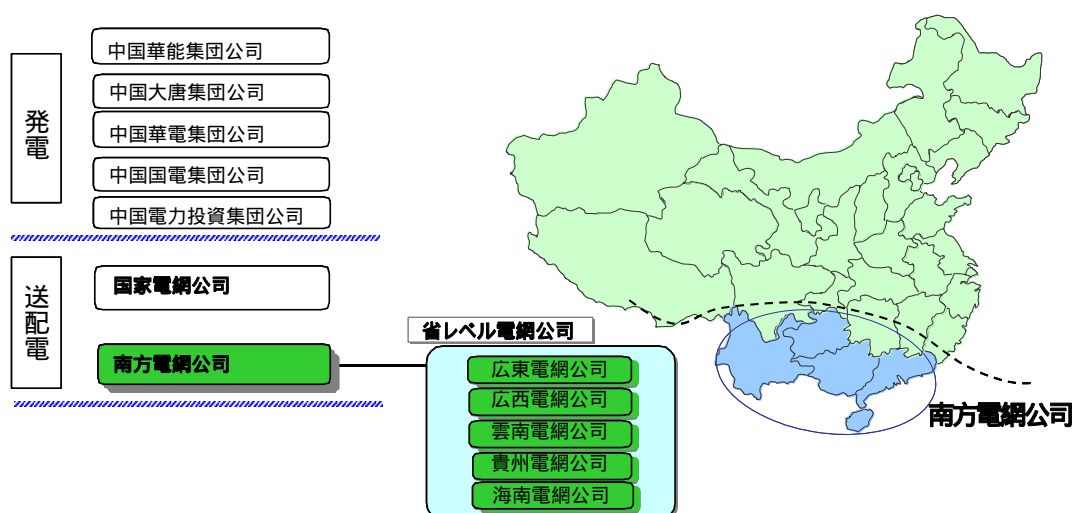 発電
中国華能集団公司
中国大唐集団公司
中国華電集団公司
中国国電集団公司
中国電力投資集団公司
送配電
国家電網公司
南方電網公司
省レベル電網公司
広東電網公司
広西電網公司
雲南電網公司
貴州電網公司
海南電網公司
南方電網公司